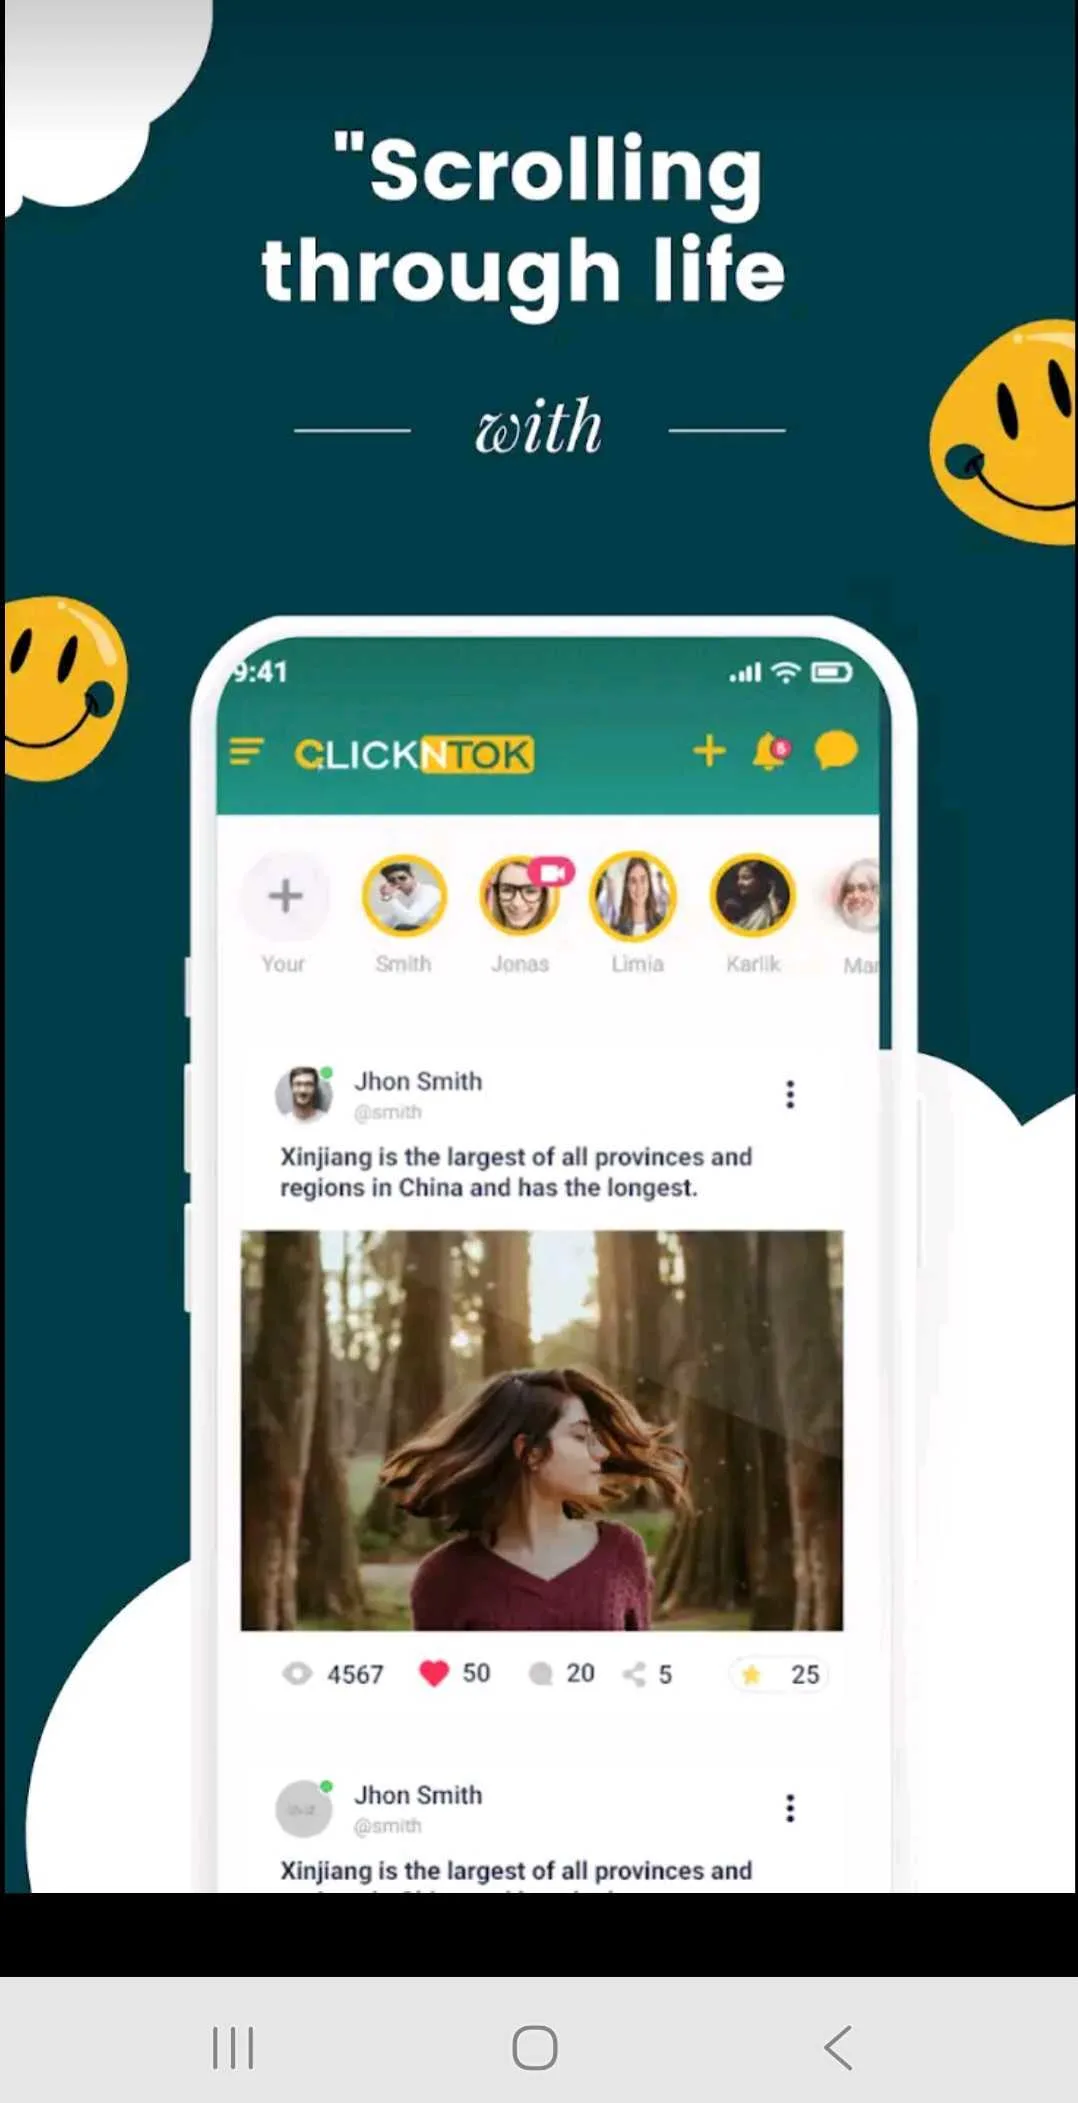 "Scrolling
through life
with
9:41
CLICKNTOK
6
Your
Smith
Jonas
Limia
Karlik
Mar
Jhon Smith
@smith
Xinjiang is the largest of all provinces and
regions in China and has the longest.
4567
50
20
5
25
Jhon Smith
@smith
Xinjiang is the largest of all provinces and